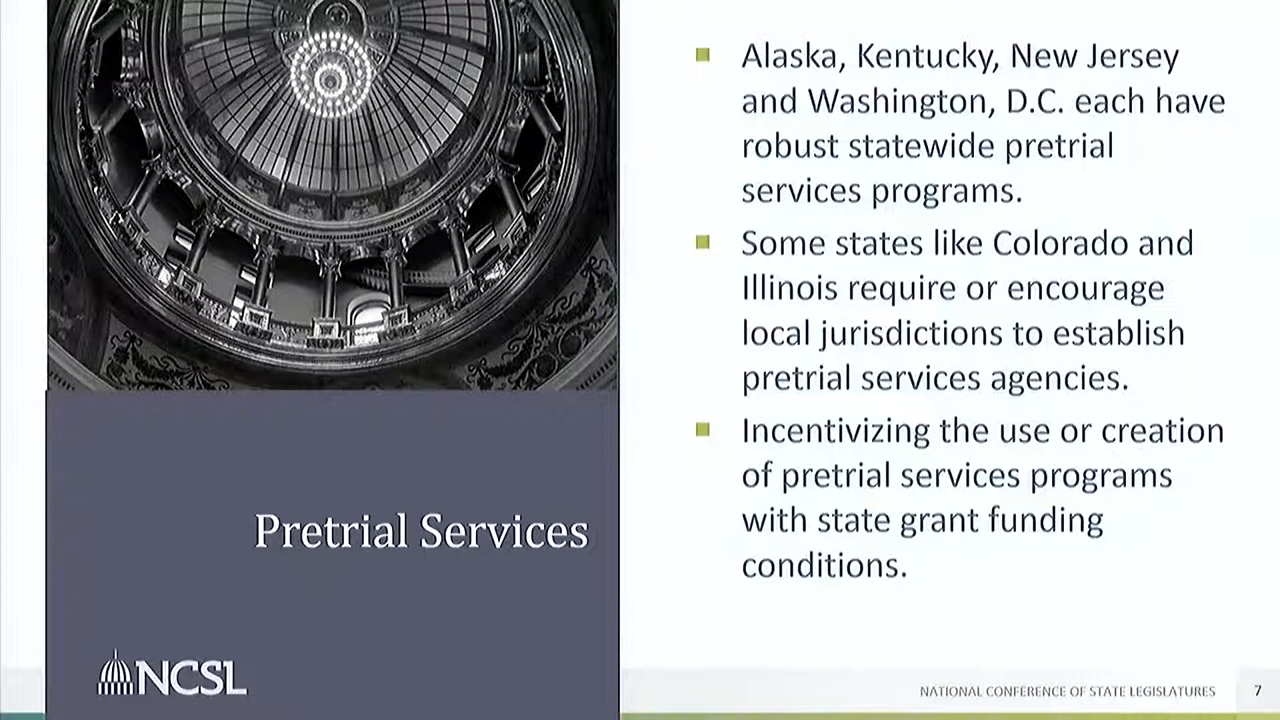 Alaska, Kentucky, New Jersey
and Washington, D.C. each have
robust statewide pretrial
services programs.
Some states like Colorado and
Illinois require or encourage
local jurisdictions to establish
pretrial services agencies.
Incentivizing the use or creation
of pretrial services programs
with state grant funding
conditions.
Pretrial Services
NCSL
NATIONAL CONFERENCE OF STATE LEGISLATURES
7